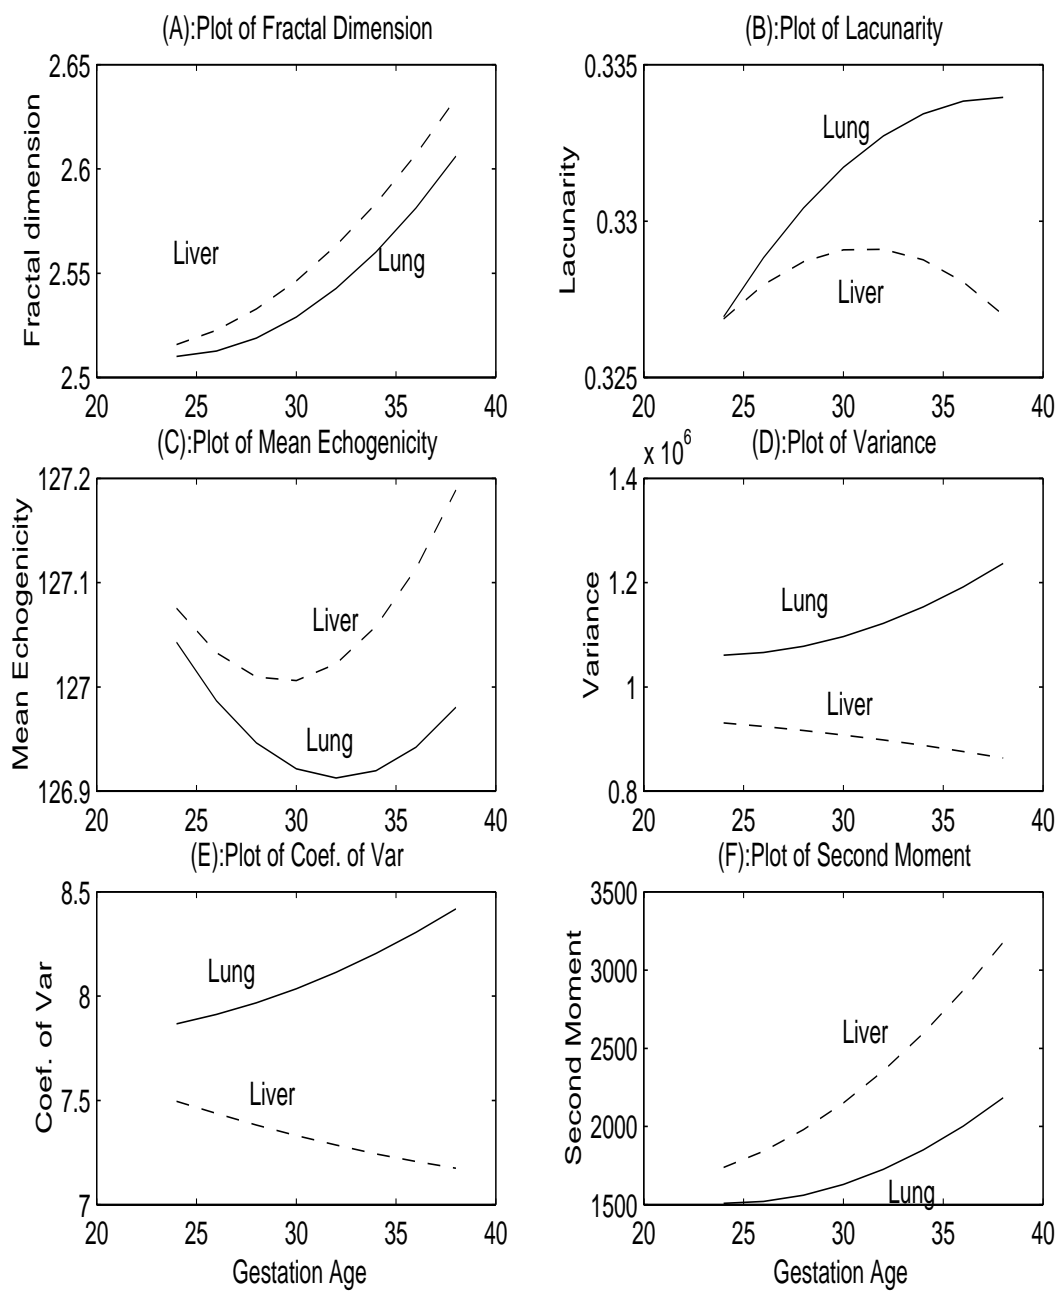 (A):Plot of Fractal Dimension
2.65
2.6
2.55
2.5
Fractal dimension
Liver
Lung
20 25 30 35 40
(B):Plot of Lacunarity
0.335
0.33
0.325
Lacunarity
Lung
Liver
20 25 30 35 40
(C):Plot of Mean Echogenicity
127.2
127.1
127
126.9
Mean Echogenicity
Liver
Lung
20 25 30 35 40
(D):Plot of Variance
x 10^6
1.4
1.2
1
0.8
Variance
Lung
Liver
20 25 30 35 40
(E):Plot of Coef. of Var
8.5
8
7.5
7
Coef. of Var
Lung
Liver
20 25 30 35 40
Gestation Age
(F):Plot of Second Moment
3500
3000
2500
2000
1500
Second Moment
Liver
Lung
20 25 30 35 40
Gestation Age